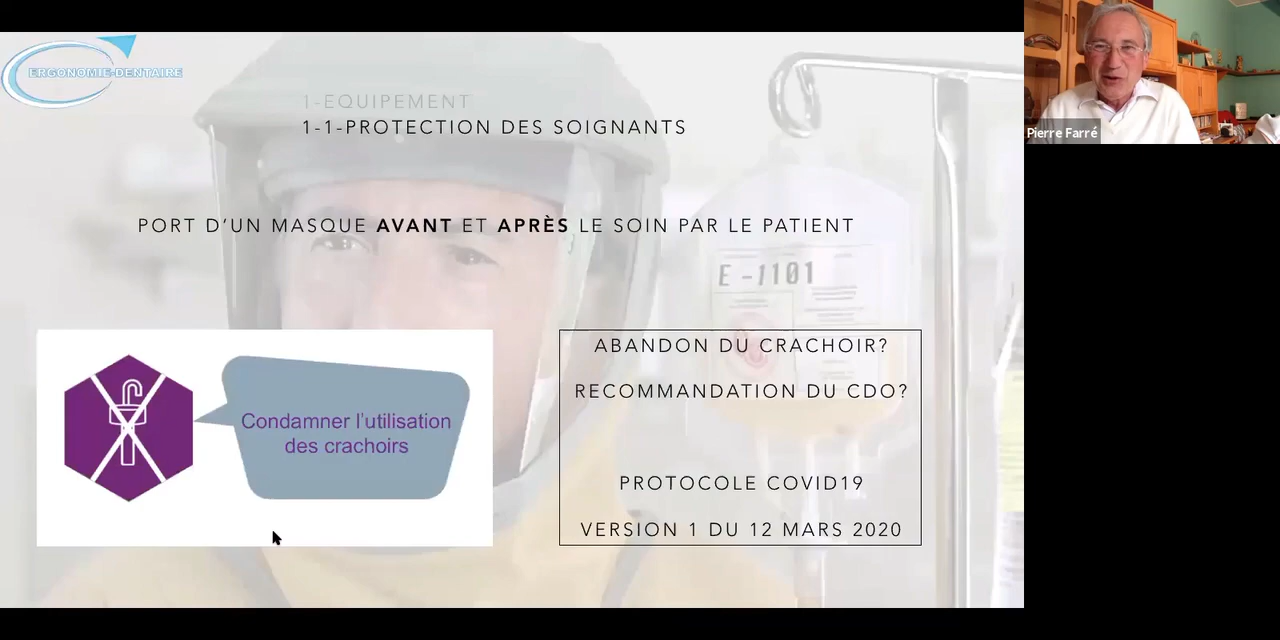 ERGONOMIE-DENTAIRE
1-EQUIPEMENT
1-1-PROTECTION DES SOIGNANTS
PORT D’UN MASQUE AVANT ET APRÈS LE SOIN PAR LE PATIENT
E -1101
Condamner l’utilisation
des crachoirs
ABANDON DU CRACHOIR?
RECOMMANDATION DU CDO?
PROTOCOLE COVID19
VERSION 1 DU 12 MARS 2020
Pierre Farré